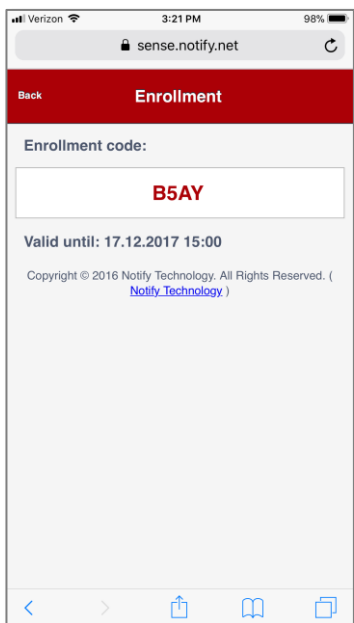 Verizon 3:21 PM 98%
sense.notify.net
Back Enrollment
Enrollment code:
B5AY
Valid until: 17.12.2017 15:00
Copyright © 2016 Notify Technology. All Rights Reserved. (
Notify Technology )